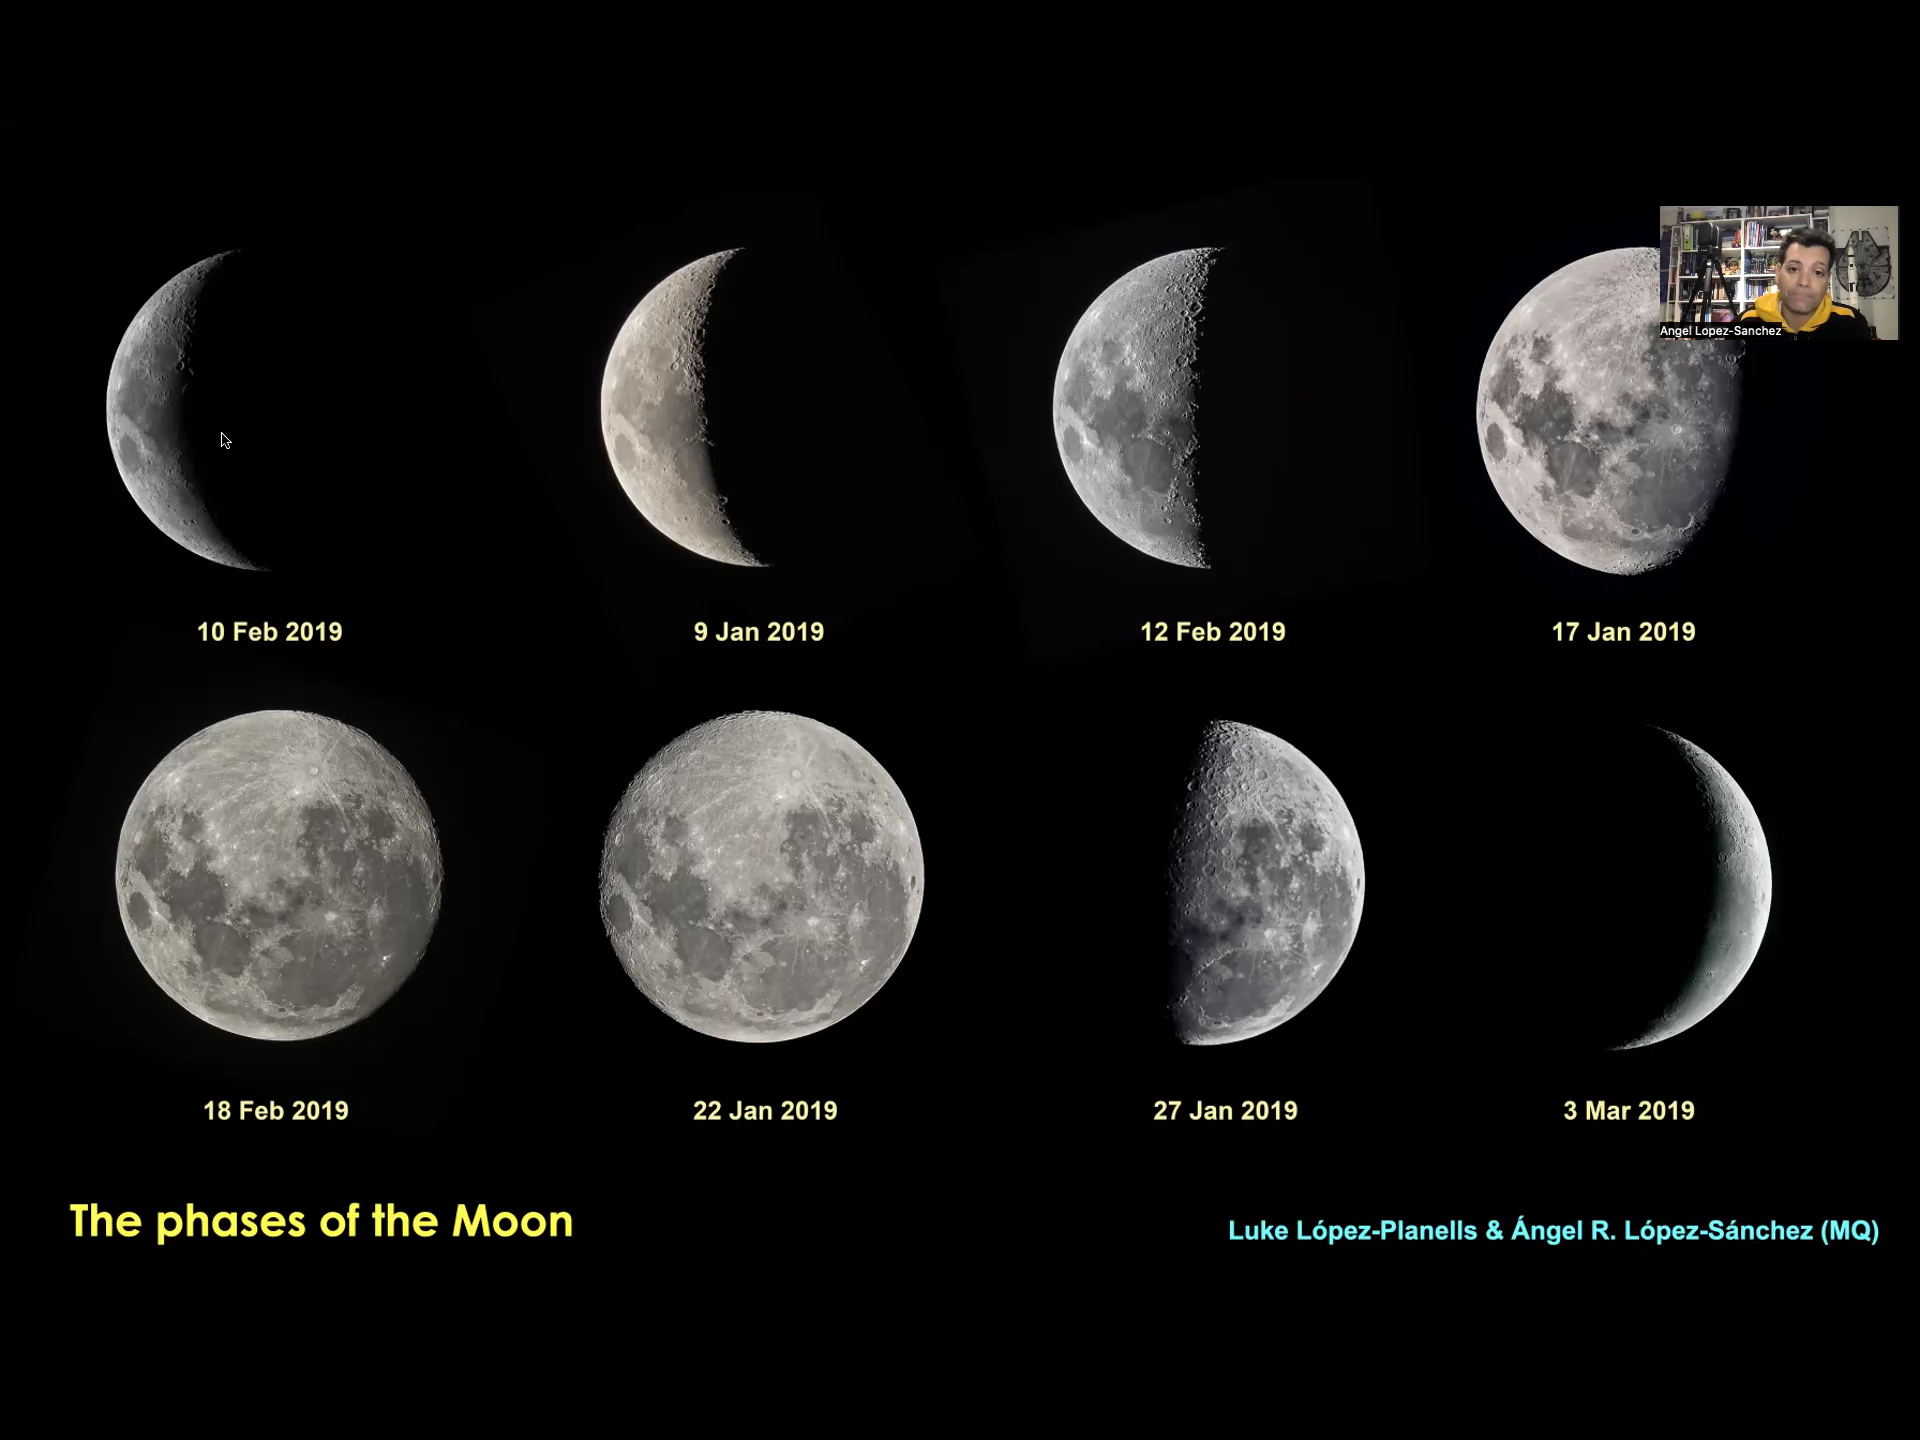 Angel Lopez-Sanchez
10 Feb 2019
9 Jan 2019
12 Feb 2019
17 Jan 2019
18 Feb 2019
22 Jan 2019
27 Jan 2019
3 Mar 2019
The phases of the Moon
Luke López-Planells & Ángel R. López-Sánchez (MQ)